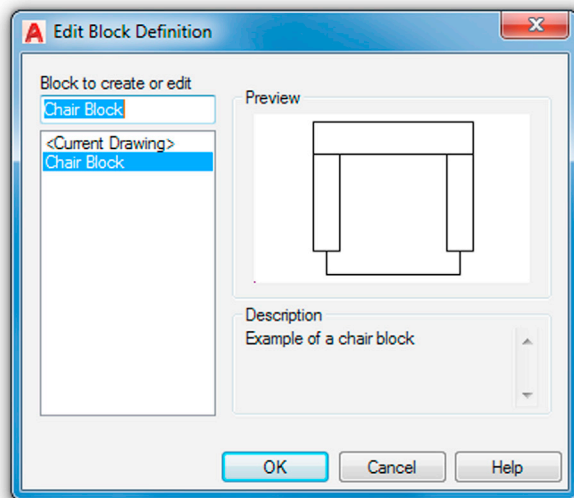 Edit Block Definition
Block to create or edit
Chair Block
<Current Drawing>
Chair Block
Preview
Description
Example of a chair block
OK
Cancel
Help